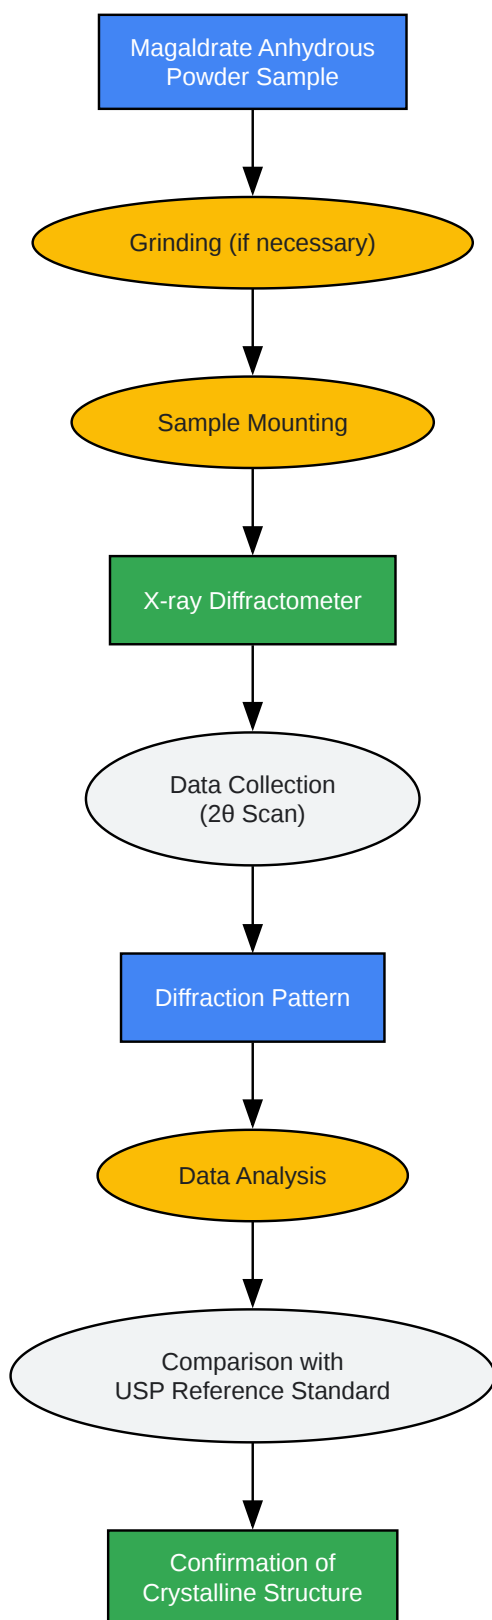 Magaldrate Anhydrous
Powder Sample
Grinding (if necessary)
Sample Mounting
X-ray Diffractometer
Data Collection
(2θ Scan)
Diffraction Pattern
Data Analysis
Comparison with
USP Reference Standard
Confirmation of
Crystalline Structure